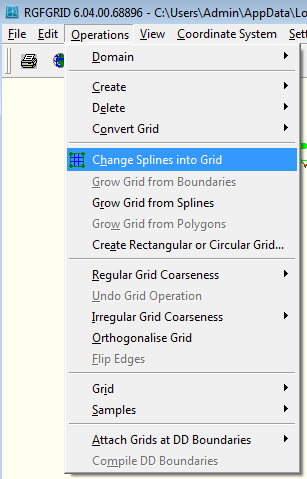 RGFGRID 6.04.00.68896 - C:\Users\Admin\AppData\Lo
File Edit Operations View Coordinate System Sett
Domain
Create
Delete
Convert Grid
Change Splines into Grid
Grow Grid from Boundaries
Grow Grid from Splines
Grow Grid from Polygons
Create Rectangular or Circular Grid...
Regular Grid Coarseness
Undo Grid Operation
Irregular Grid Coarseness
Orthogonalise Grid
Flip Edges
Grid
Samples
Attach Grids at DD Boundaries
Compile DD Boundaries